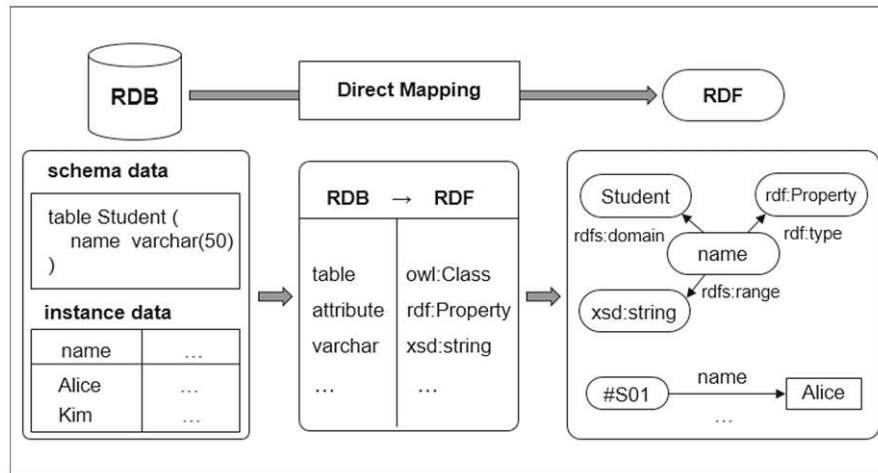 RDB
Direct Mapping
RDF
schema data
table Student (
name varchar(50)
)
instance data
name …
Alice …
Kim …
RDB → RDF
table owl:Class
attribute rdf:Property
varchar xsd:string
… …
Student
rdf:Property
rdfs:domain
rdf:type
name
rdfs:range
xsd:string
name
#S01
Alice
…